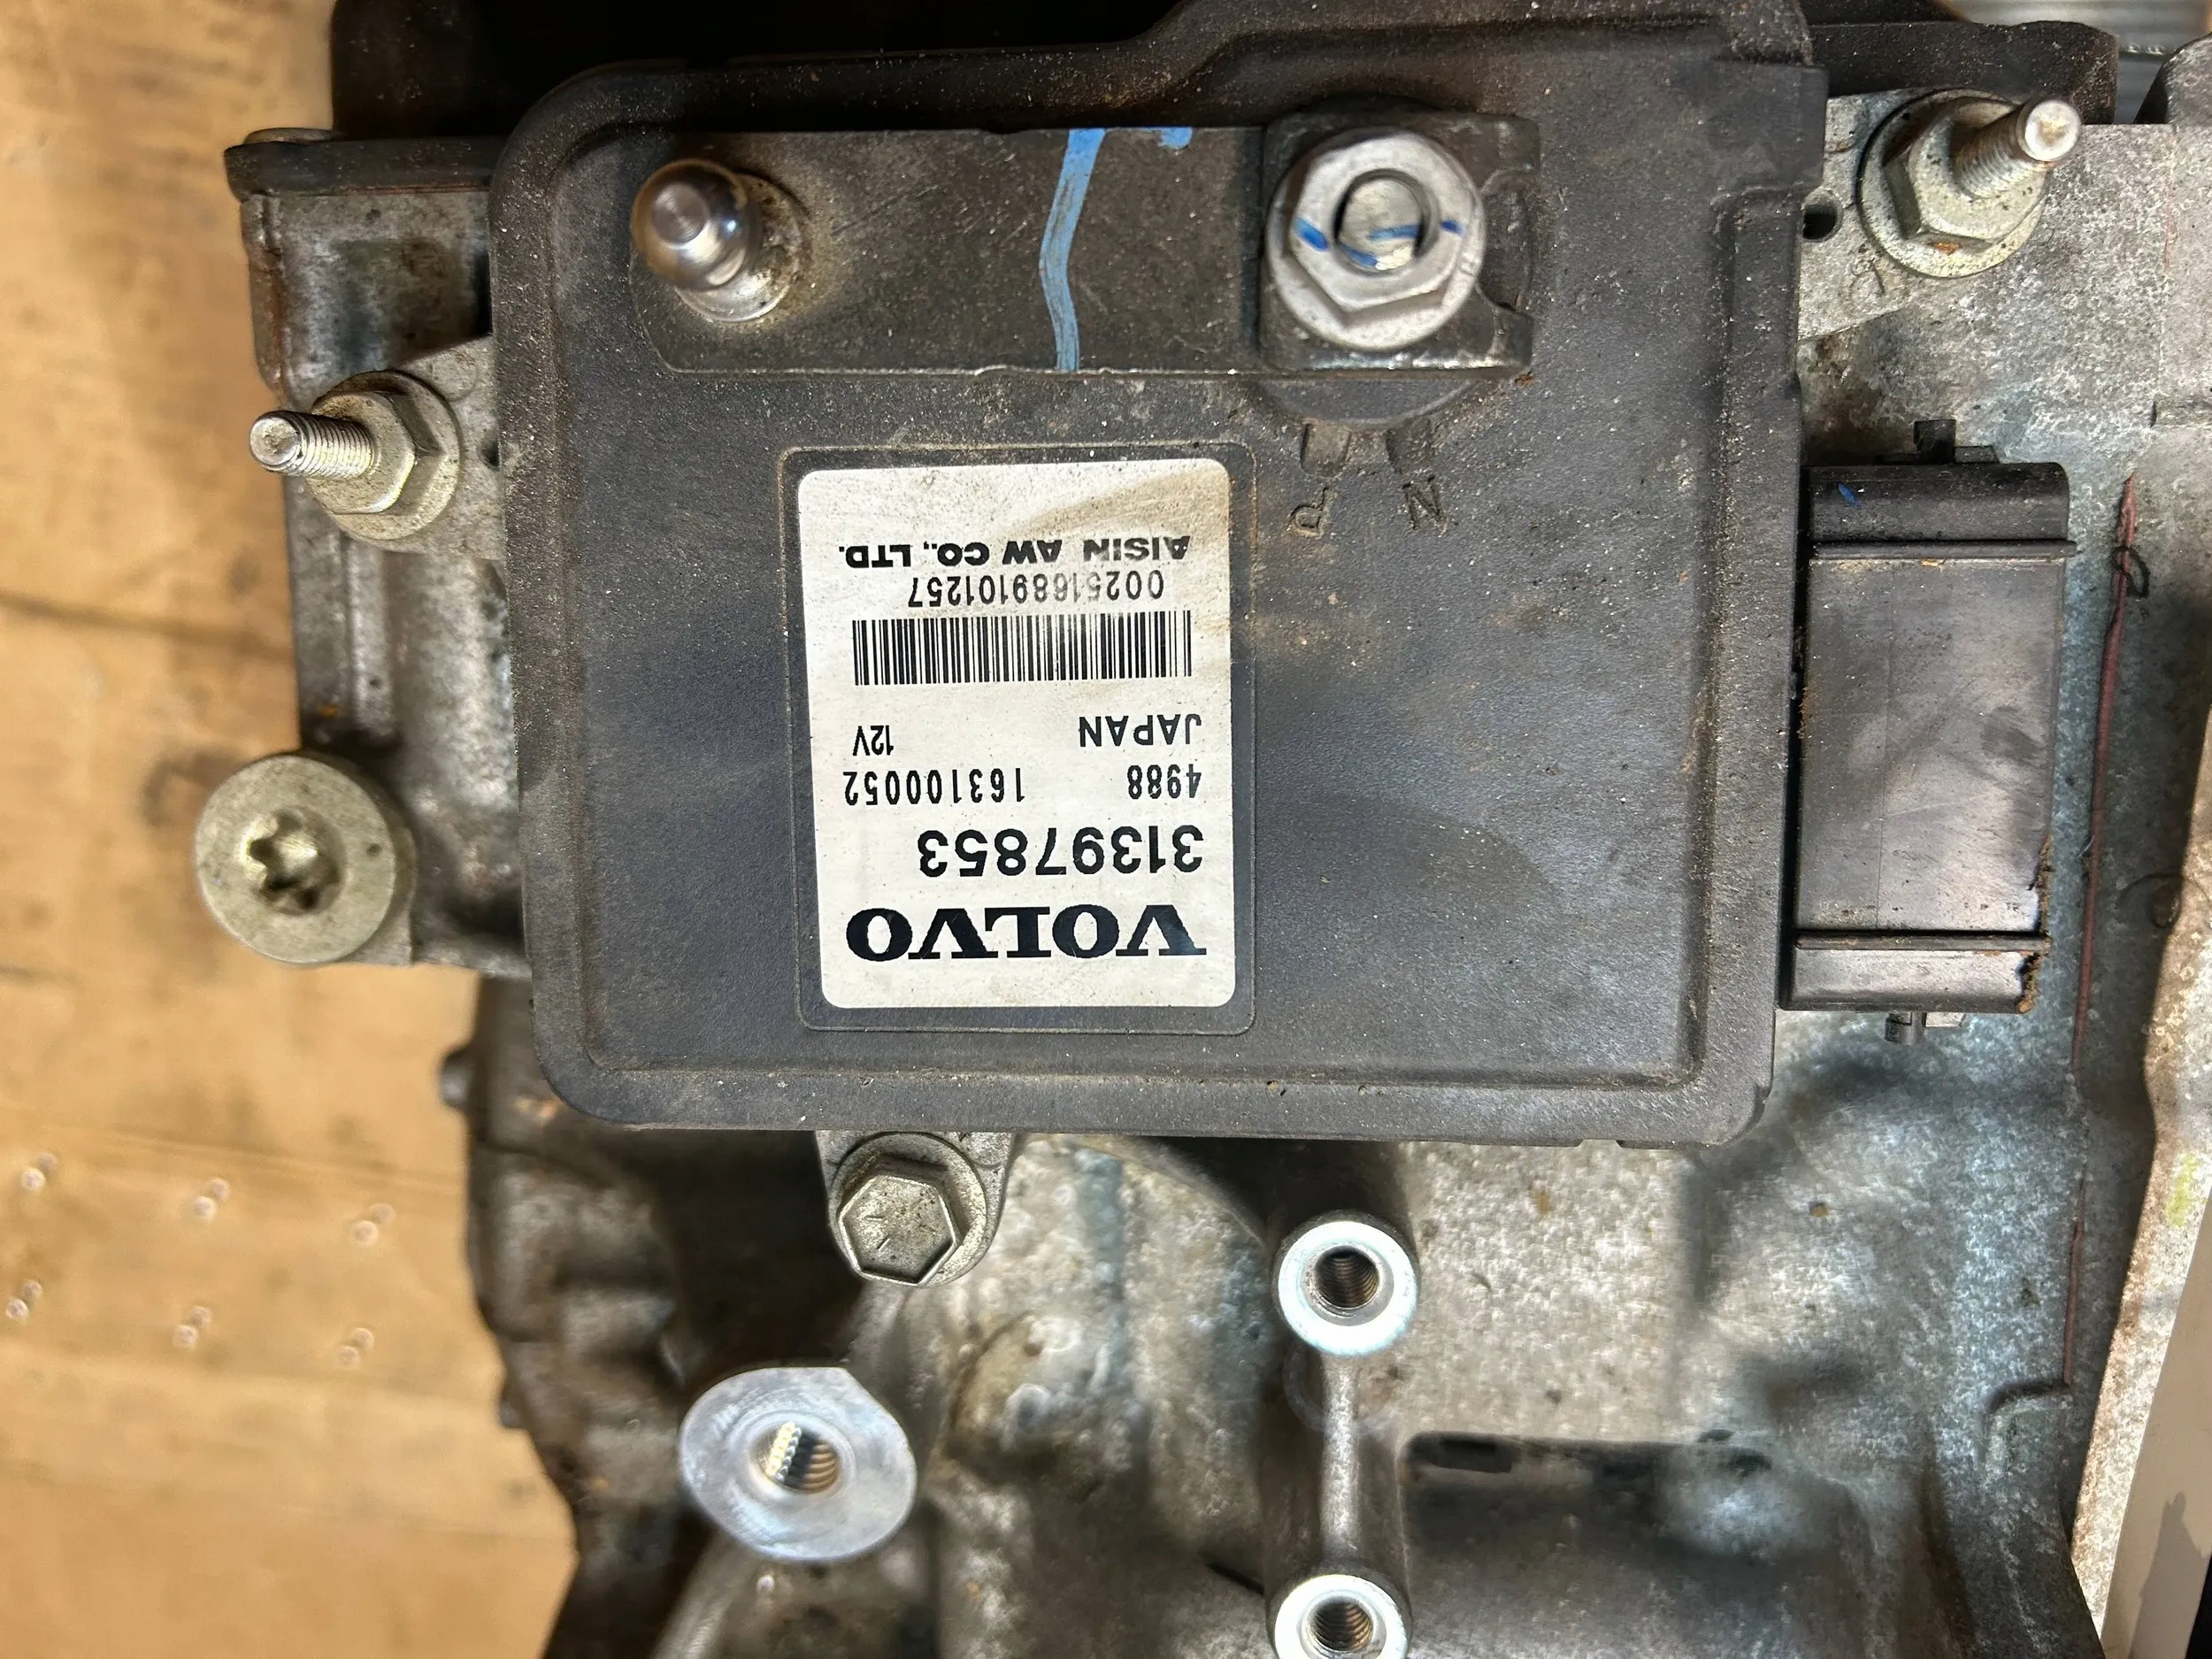 VOLVO
31397853
4988 163100052
JAPAN 12V
00251689101257
AISIN AW CO., LTD.
R N